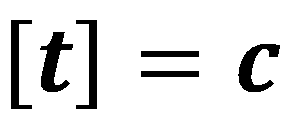 [t] = c